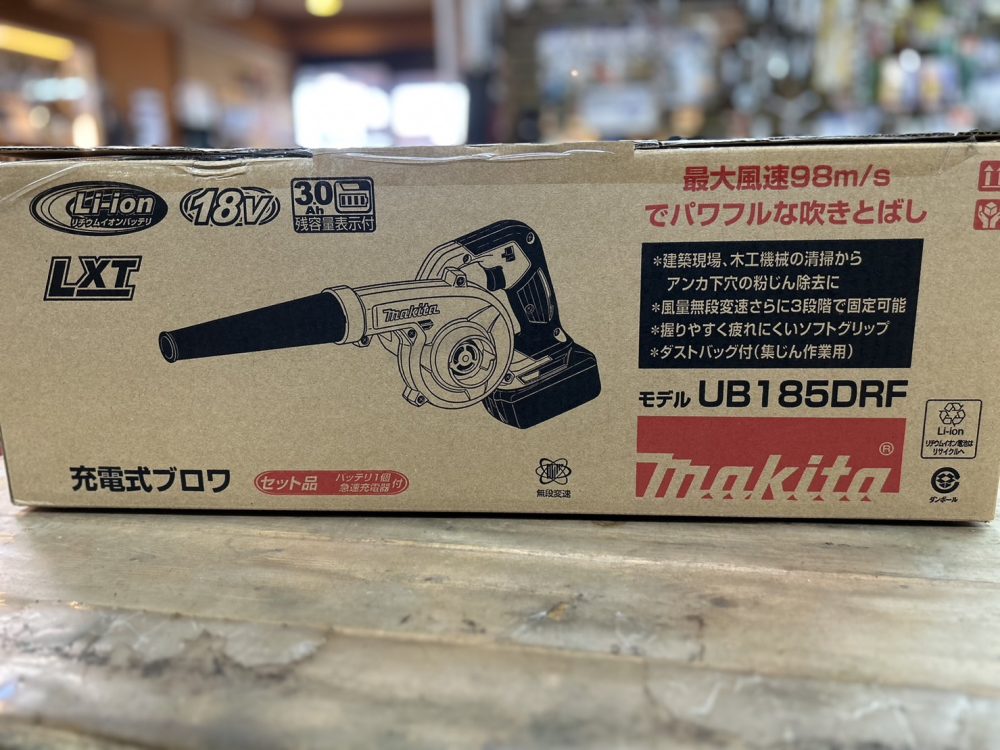 Li-ion
リチウムイオンバッテリ
18V
3.0
Ah
残容量表示付
LXT
makita
最大風速98m/s
でパワフルな吹きとばし
*建築現場、木工機械の清掃から
アンカ下穴の粉じん除去に
*風量無段変速さらに3段階で固定可能
*握りやすく疲れにくいソフトグリップ
*ダストバッグ付(集じん作業用)
モデル UB185DRF
makita®
充電式ブロワ
セット品
バッテリ1個
急速充電器付
無段変速
Li-ion
リチウムイオン電池は
リサイクルへ
ダンボール